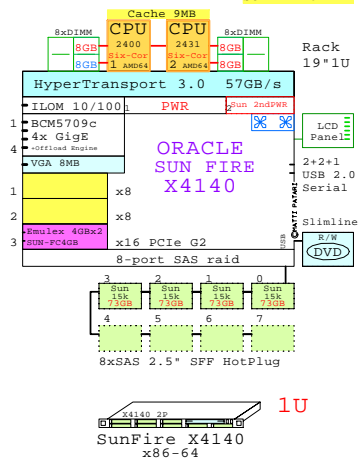 Cache 9MB
8xDIMM
CPU
CPU
8xDIMM
8GB
2400
2431
8GB
Rack
Six-Cor
Six-Cor
19"1U
8GB
1 AMD64
2 AMD64
8GB
HyperTransport 3.0 57GB/s
ILOM 10/100
1
PWR
2
Sun 2ndPWR
1
BCM5709c
4x GigE
LCD
Panel
4
+Offload Engine
ORACLE
SUN FIRE
X4140
VGA 8MB
2+2+1
USB 2.0
Serial
1
x8
2
x8
©MATTI PATARI
Slimline
Emulex 4GBx2
3
SUN-FC4GB
x16 PCIe G2
USB
R/W
DVD
8-port SAS raid
3
2
1
0
Sun
15k
73GB
Sun
15k
73GB
Sun
15k
73GB
Sun
15k
73GB
4
5
6
7
8xSAS 2.5" SFF HotPlug
X4140 2P
1U
SunFire X4140
x86-64